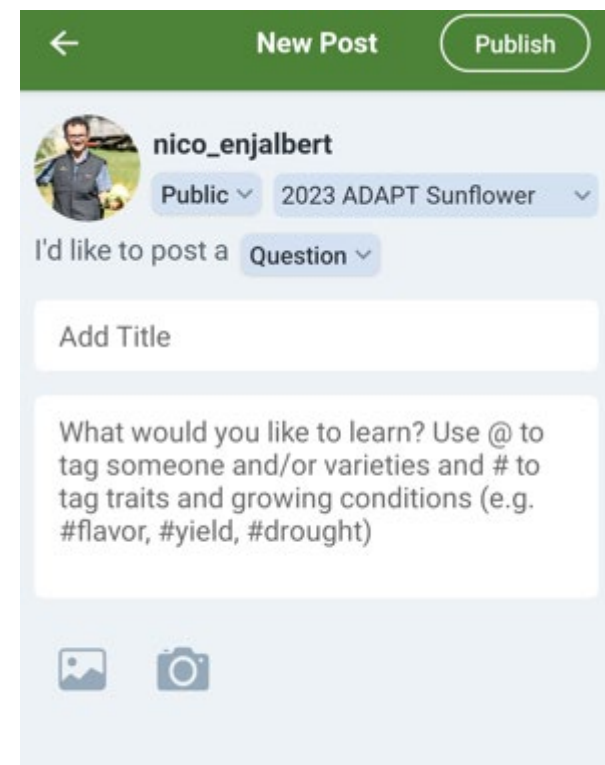 New Post
Publish
nico_enjalbert
Public
2023 ADAPT Sunflower
I'd like to post a
Question
Add Title
What would you like to learn? Use @ to
tag someone and/or varieties and # to
tag traits and growing conditions (e.g.
#flavor, #yield, #drought)